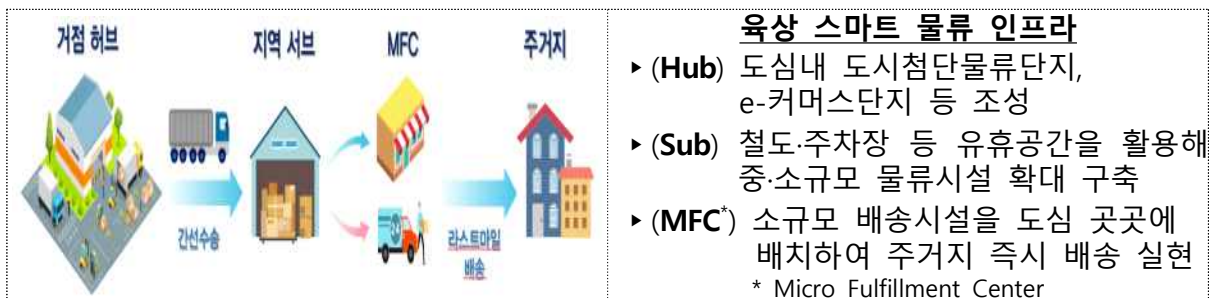 거점 허브
지역 서브
MFC
주거지
간선수송
라스트마일
배송
육상 스마트 물류 인프라
▸(Hub) 도심내 도시첨단물류단지,
e-커머스단지 등 조성
▸(Sub) 철도·주차장 등 유휴공간을 활용해
중·소규모 물류시설 확대 구축
▸(MFC*) 소규모 배송시설을 도심 곳곳에
배치하여 주거지 즉시 배송 실현
* Micro Fulfillment Center